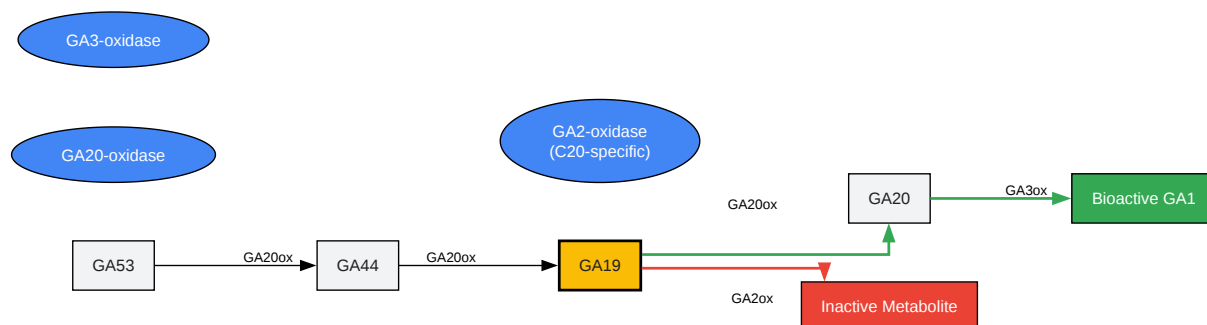 GA3-oxidase
GA20-oxidase
GA2-oxidase
(C20-specific)
GA20ox
GA20
GA3ox
Bioactive GA1
GA53
GA20ox
GA44
GA20ox
GA19
GA2ox
Inactive Metabolite